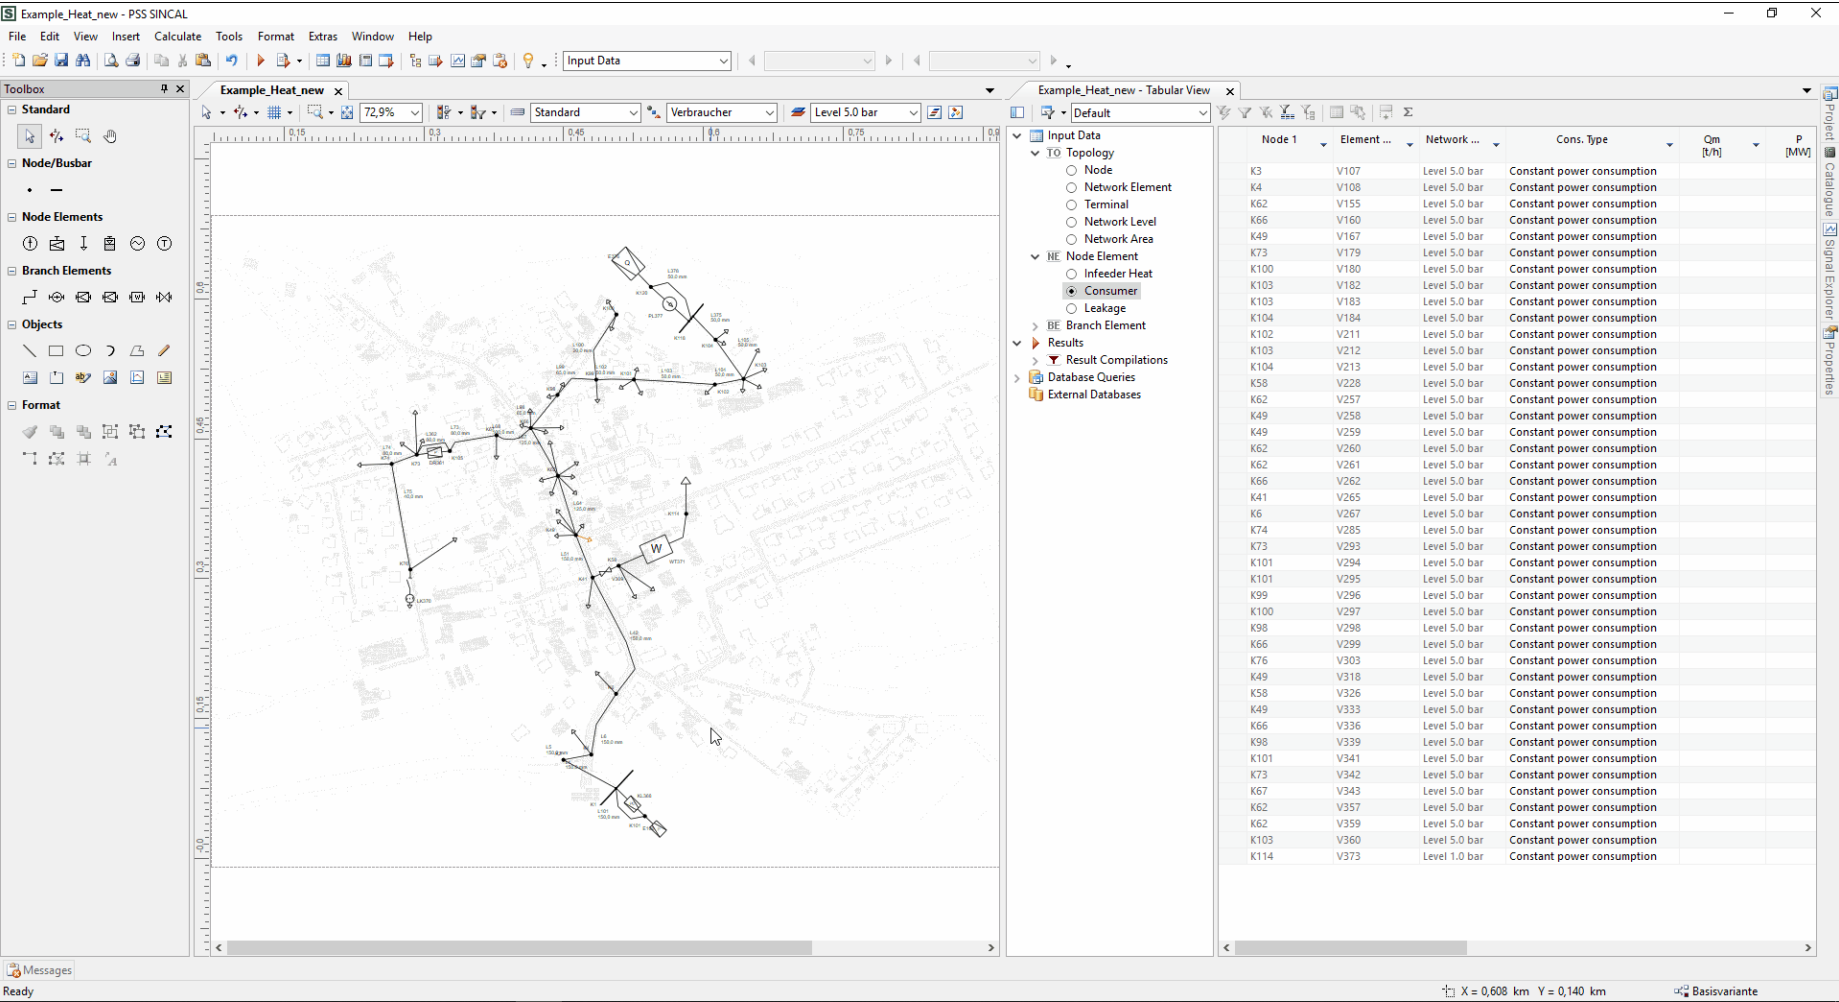 Example_Heat_new - PSS SINCAL
File Edit View Insert Calculate Tools Format Extras Window Help
Input Data
Toolbox
Example_Heat_new
Example_Heat_new - Tabular View
72,9%
Standard
Verbraucher
Level 5.0 bar
Default
Standard
Node/Busbar
Node Elements
Branch Elements
Objects
Format
0,15 0,3 0,45 0,6 0,75
Input Data
TO Topology
Node
Network Element
Terminal
Network Level
Network Area
NE Node Element
Infeeder Heat
Consumer
Leakage
BE Branch Element
Results
Result Compilations
Database Queries
External Databases
Node 1 Element ... Network ... Cons. Type Qm [t/h] P [MW]
K3 V107 Level 5.0 bar Constant power consumption
K4 V108 Level 5.0 bar Constant power consumption
K62 V155 Level 5.0 bar Constant power consumption
K66 V160 Level 5.0 bar Constant power consumption
K49 V167 Level 5.0 bar Constant power consumption
K73 V179 Level 5.0 bar Constant power consumption
K100 V180 Level 5.0 bar Constant power consumption
K103 V182 Level 5.0 bar Constant power consumption
K103 V183 Level 5.0 bar Constant power consumption
K104 V184 Level 5.0 bar Constant power consumption
K102 V211 Level 5.0 bar Constant power consumption
K103 V212 Level 5.0 bar Constant power consumption
K104 V213 Level 5.0 bar Constant power consumption
K58 V228 Level 5.0 bar Constant power consumption
K62 V257 Level 5.0 bar Constant power consumption
K49 V258 Level 5.0 bar Constant power consumption
K49 V259 Level 5.0 bar Constant power consumption
K62 V260 Level 5.0 bar Constant power consumption
K62 V261 Level 5.0 bar Constant power consumption
K66 V262 Level 5.0 bar Constant power consumption
K41 V265 Level 5.0 bar Constant power consumption
K6 V267 Level 5.0 bar Constant power consumption
K74 V285 Level 5.0 bar Constant power consumption
K73 V293 Level 5.0 bar Constant power consumption
K101 V294 Level 5.0 bar Constant power consumption
K101 V295 Level 5.0 bar Constant power consumption
K99 V296 Level 5.0 bar Constant power consumption
K100 V297 Level 5.0 bar Constant power consumption
K98 V298 Level 5.0 bar Constant power consumption
K66 V299 Level 5.0 bar Constant power consumption
K76 V303 Level 5.0 bar Constant power consumption
K49 V318 Level 5.0 bar Constant power consumption
K58 V326 Level 5.0 bar Constant power consumption
K49 V333 Level 5.0 bar Constant power consumption
K66 V336 Level 5.0 bar Constant power consumption
K98 V339 Level 5.0 bar Constant power consumption
K101 V341 Level 5.0 bar Constant power consumption
K73 V342 Level 5.0 bar Constant power consumption
K67 V343 Level 5.0 bar Constant power consumption
K62 V357 Level 5.0 bar Constant power consumption
K62 V359 Level 5.0 bar Constant power consumption
K103 V360 Level 5.0 bar Constant power consumption
K114 V373 Level 1.0 bar Constant power consumption
Project
Catalogue
Signal Explorer
Properties
W
Messages
Ready
X = 0,608 km Y = 0,140 km
Basisvariante